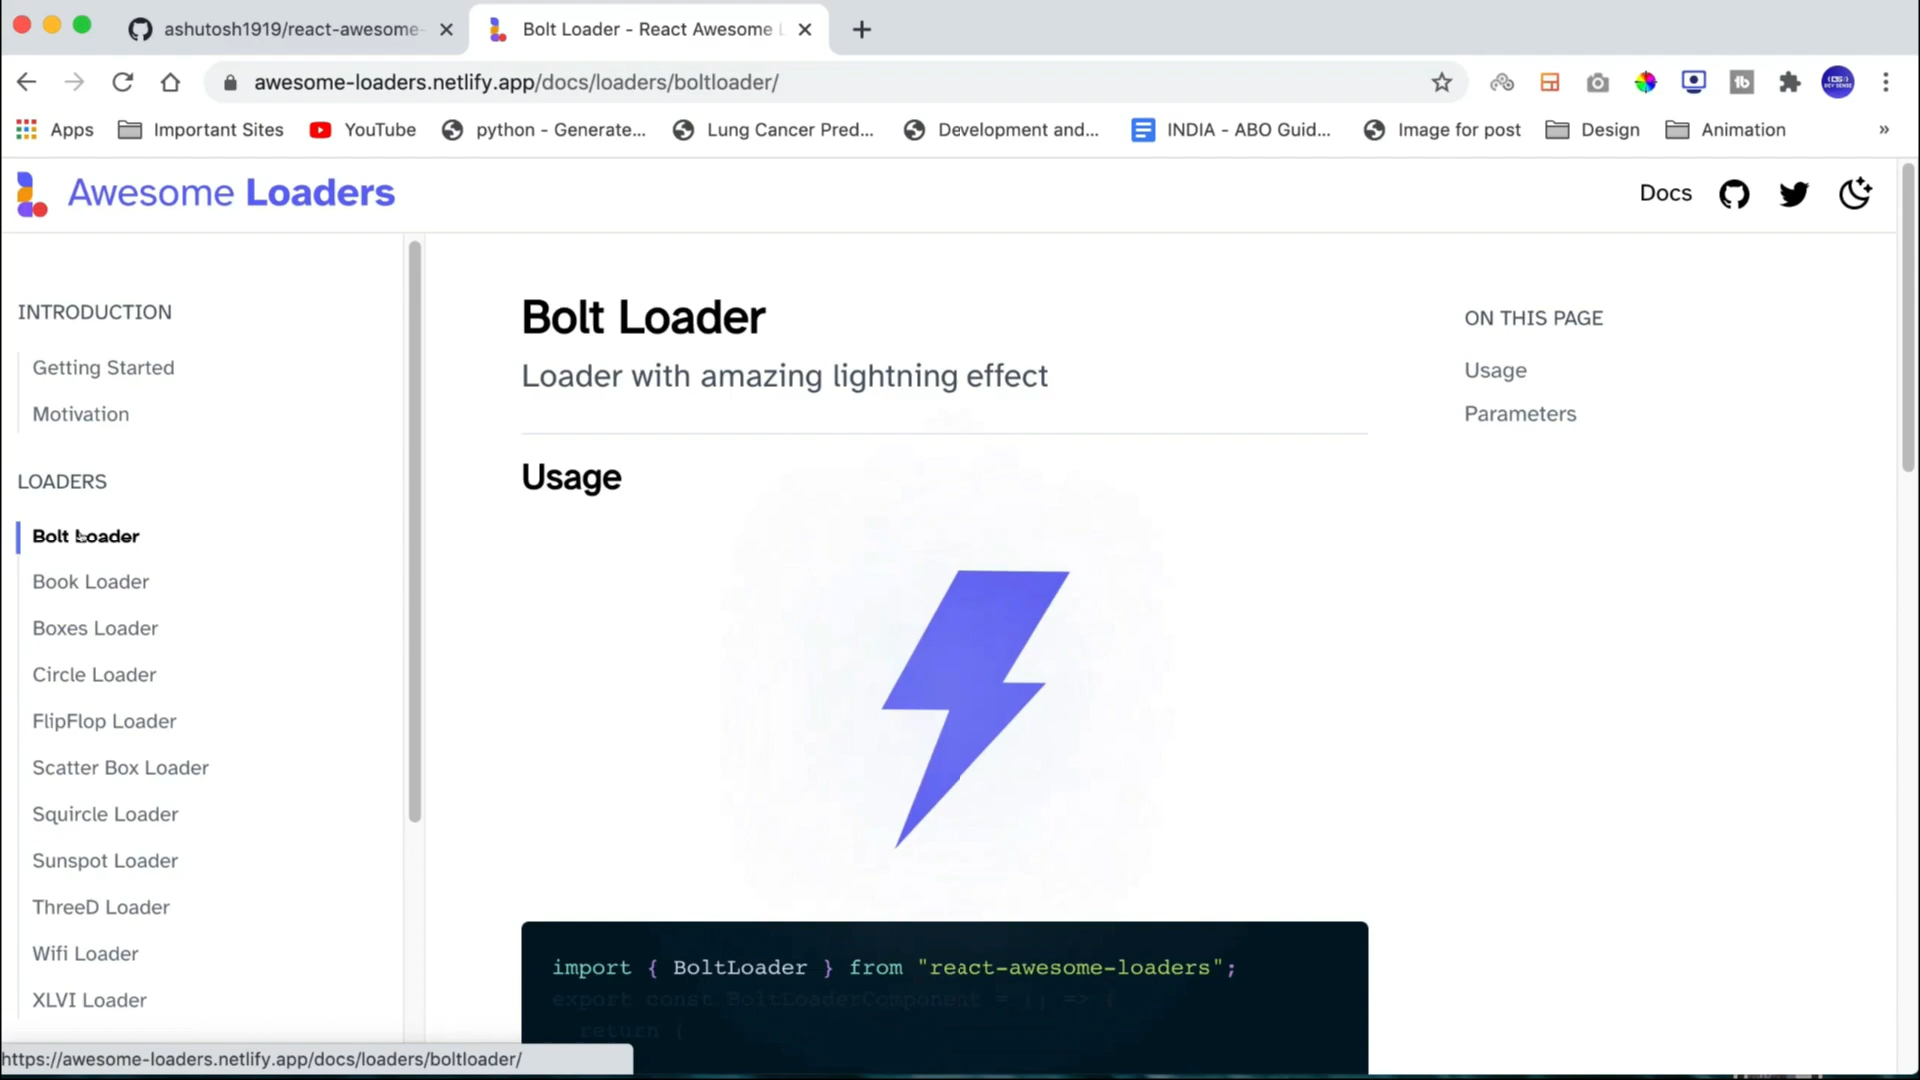 ashutosh1919/react-awesome-
Bolt Loader - React Awesome L
awesome-loaders.netlify.app/docs/loaders/boltloader/
Apps Important Sites YouTube python - Generate... Lung Cancer Pred... Development and... INDIA - ABO Guid... Image for post Design Animation »
Awesome Loaders
Docs
INTRODUCTION
Getting Started
Motivation
LOADERS
Bolt Loader
Book Loader
Boxes Loader
Circle Loader
FlipFlop Loader
Scatter Box Loader
Squircle Loader
Sunspot Loader
ThreeD Loader
Wifi Loader
XLVI Loader
Bolt Loader
Loader with amazing lightning effect
Usage
import { BoltLoader } from "react-awesome-loaders";
export const BoltLoaderComponent = () => {
return (
ON THIS PAGE
Usage
Parameters
https://awesome-loaders.netlify.app/docs/loaders/boltloader/